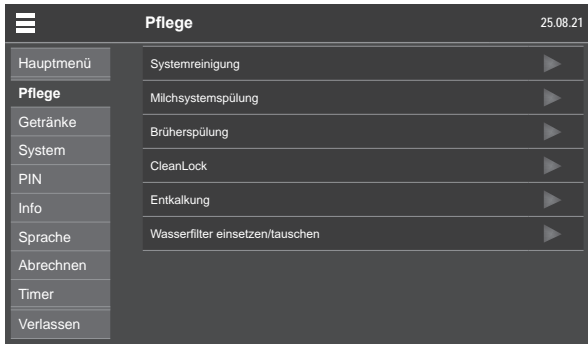 Pflege
25.08.21
Hauptmenü
Pflege
Getränke
System
PIN
Info
Sprache
Abrechnen
Timer
Verlassen
Systemreinigung
Milchsystemspülung
Brüherspülung
CleanLock
Entkalkung
Wasserfilter einsetzen/tauschen